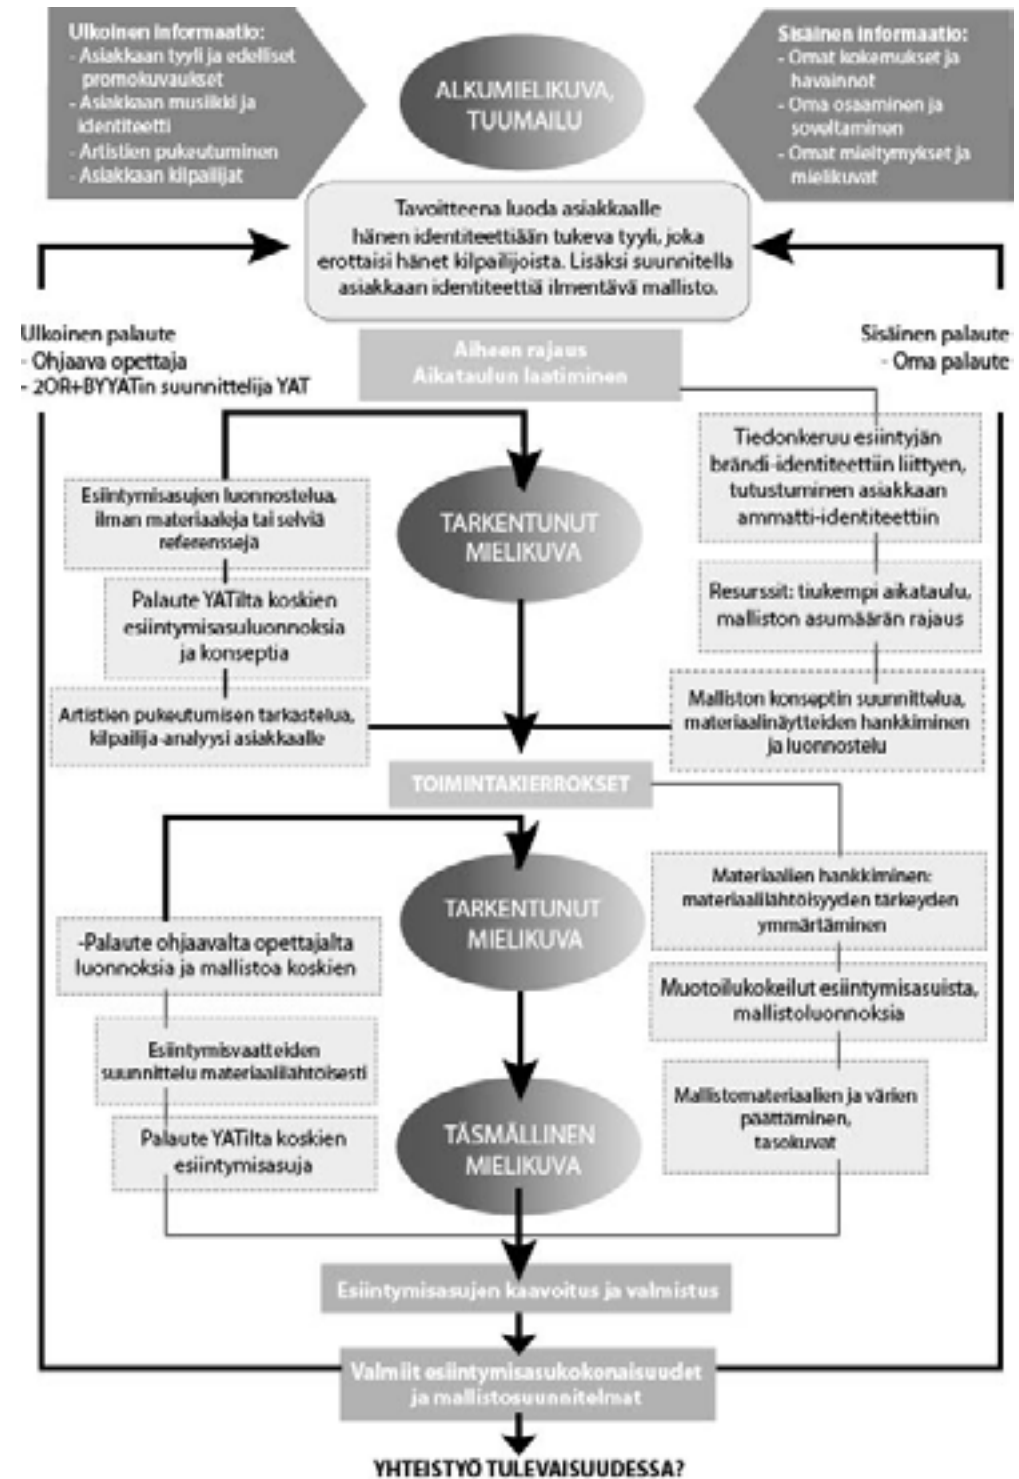 Ulkoinen informaatio:
- Asiakkaan tyyli ja edelliset
promokuvaukset
- Asiakkaan musiikki ja
identiteetti
- Artistien pukeutuminen
- Asiakkaan kilpailijat
ALKUMIELIKUVA,
TUUMAILU
Sisäinen informaatio:
- Omat kokemukset ja
havainnot
- Oma osaaminen ja
soveltaminen
- Omat mieltymykset ja
mielikuvat
Tavoitteena luoda asiakkaalle
hänen identiteettiään tukeva tyyli, joka
erottaisi hänet kilpailijoista. Lisäksi suunnitella
asiakkaan identiteettiä ilmentävä mallisto.
Ulkoinen palaute
- Ohjaava opettaja
- 2OR+BYYATin suunnittelija YAT
Aiheen rajaus
Aikataulun laatiminen
Sisäinen palaute
- Oma palaute
Esiintymisasujen luonnostelua,
ilman materiaaleja tai selviä
referenssejä
Palaute YATilta koskien
esiintymisasuluonnoksia
ja konseptia
Artistien pukeutumisen tarkastelua,
kilpailija-analyysi asiakkaalle
TARKENTUNUT
MIELIKUVA
Tiedonkeruu esiintyjän
brändi-identiteettiin liittyen,
tutustuminen asiakkaan
ammatti-identiteettiin
Resurssit: tiukempi aikataulu,
malliston asumäärän rajaus
Malliston konseptin suunnittelua,
materiaalinäytteiden hankkiminen
ja luonnostelu
TOIMINTAKIERROKSET
TARKENTUNUT
MIELIKUVA
-Palaute ohjaavalta opettajalta
luonnoksia ja mallistoa koskien
Esiintymisvaatteiden
suunnittelu materiaalilähtöisesti
Palaute YATilta koskien
esiintymisasuja
Materiaalien hankkiminen:
materiaalilähtöisyyden tärkeyden
ymmärtäminen
Muotoilukokeilut esiintymisasuista,
mallistoluonnoksia
Mallistomateriaalien ja värien
päättäminen,
tasokuvat
TÄSMÄLLINEN
MIELIKUVA
Esiintymisasujen kaavoitus ja valmistus
Valmiit esiintymisasukokonaisuudet
ja mallistosuunnitelmat
YHTEISTYÖ TULEVAISUUDESSA?